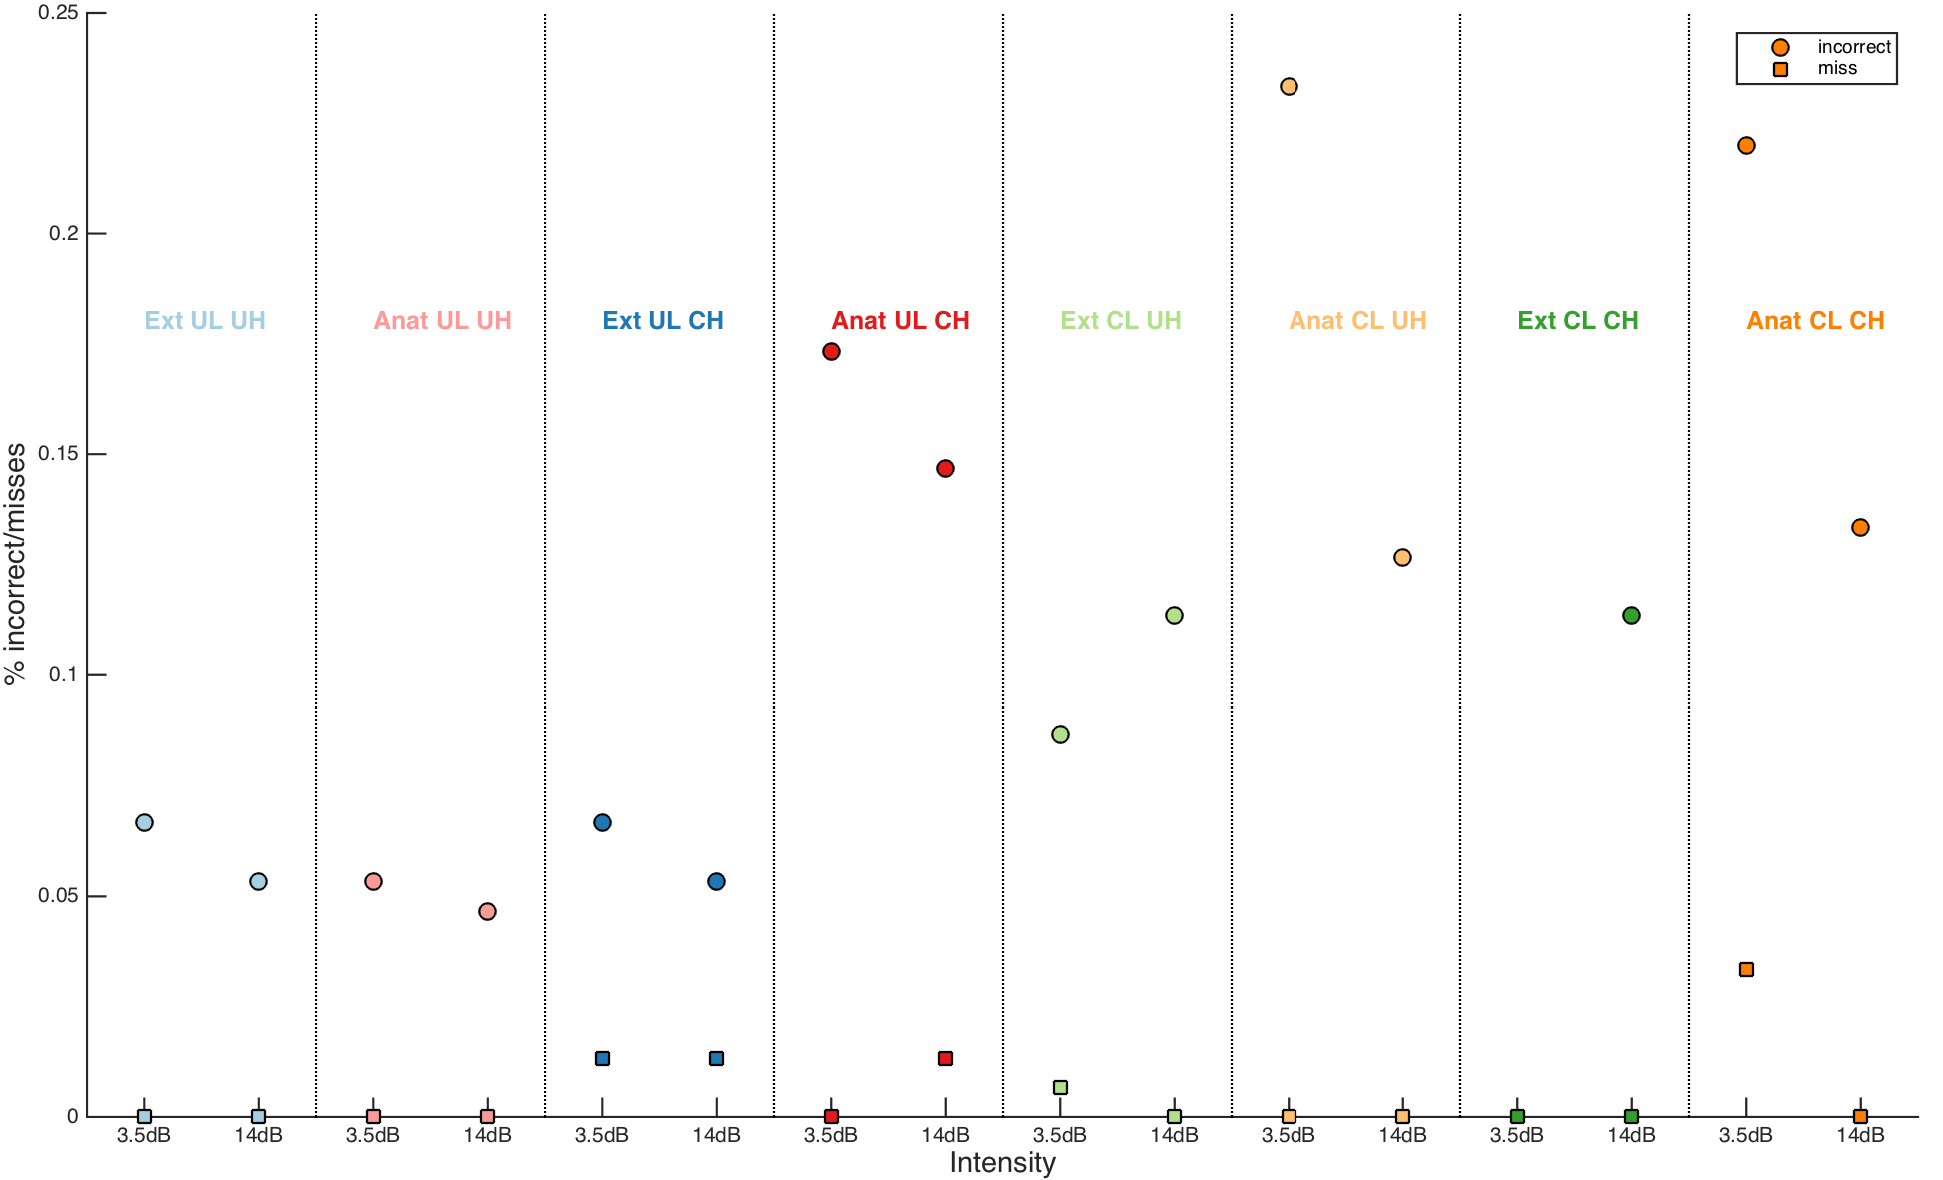 0.25
incorrect
miss
0.2
Ext UL UH Anat UL UH Ext UL CH Anat UL CH Ext CL UH Anat CL UH Ext CL CH Anat CL CH
0.15
% incorrect/misses
0.1
0.05
0
3.5dB 14dB 3.5dB 14dB 3.5dB 14dB 3.5dB 14dB 3.5dB 14dB 3.5dB 14dB 3.5dB 14dB 3.5dB 14dB
Intensity